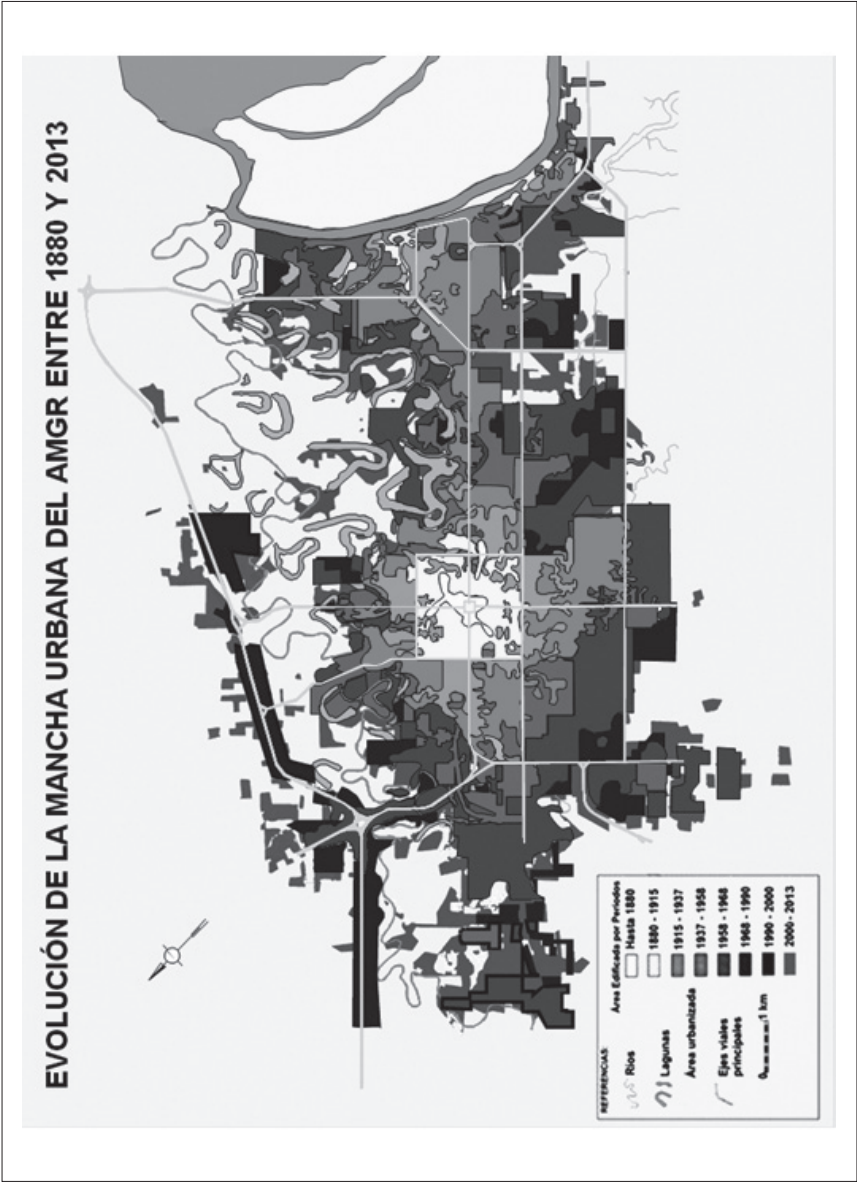 EVOLUCIÓN DE LA MANCHA URBANA DEL AMGR ENTRE 1880 Y 2013
REFERENCIAS:
Ríos
Lagunas
Área urbanizada
Ejes viales
principales
0 1 km
Área Edificada por Períodos
Hasta 1880
1880 - 1915
1915 - 1937
1937 - 1958
1958 - 1968
1968 - 1990
1990 - 2000
2000 - 2013